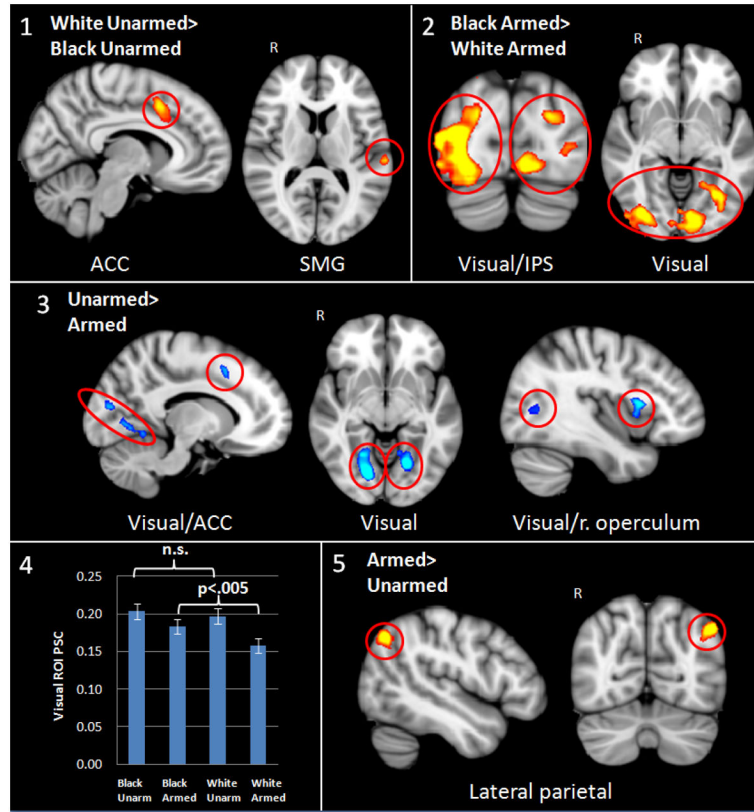 1 White Unarmed>
Black Unarmed
R
ACC
SMG
2 Black Armed>
White Armed
R
Visual/IPS
Visual
3 Unarmed>
Armed
R
Visual/ACC
Visual
Visual/r. operculum
4
n.s.
p<.005
0.25
0.20
0.15
0.10
0.05
0.00
Visual ROI PSC
Black Black White White
Unarm Armed Unarm Armed
5 Armed>
Unarmed
R
Lateral parietal